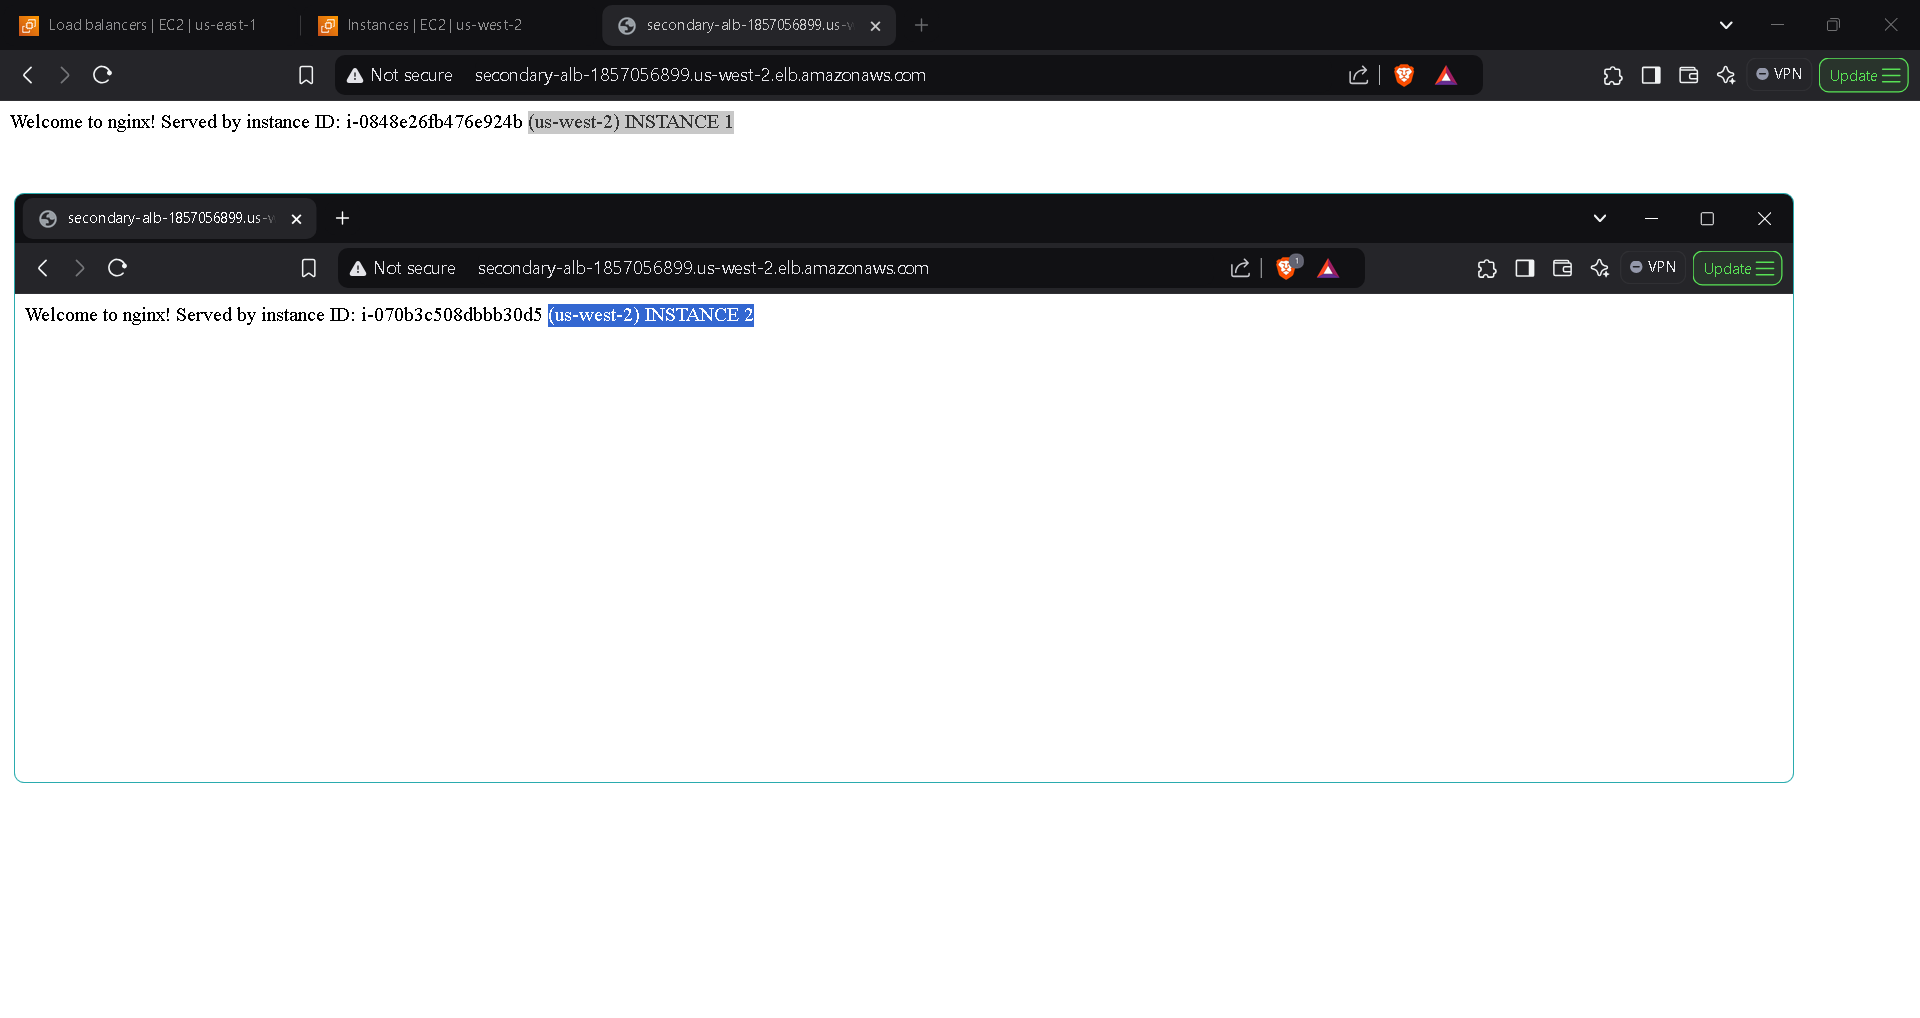 Load balancers | EC2 | us-east-1
Instances | EC2 | us-west-2
secondary-alb-1857056899.us-w
Not secure secondary-alb-1857056899.us-west-2.elb.amazonaws.com
VPN
Update
Welcome to nginx! Served by instance ID: i-0848e26fb476e924b (us-west-2) INSTANCE 1
secondary-alb-1857056899.us-w
Not secure secondary-alb-1857056899.us-west-2.elb.amazonaws.com
1
VPN
Update
Welcome to nginx! Served by instance ID: i-070b3c508dbbb30d5 (us-west-2) INSTANCE 2